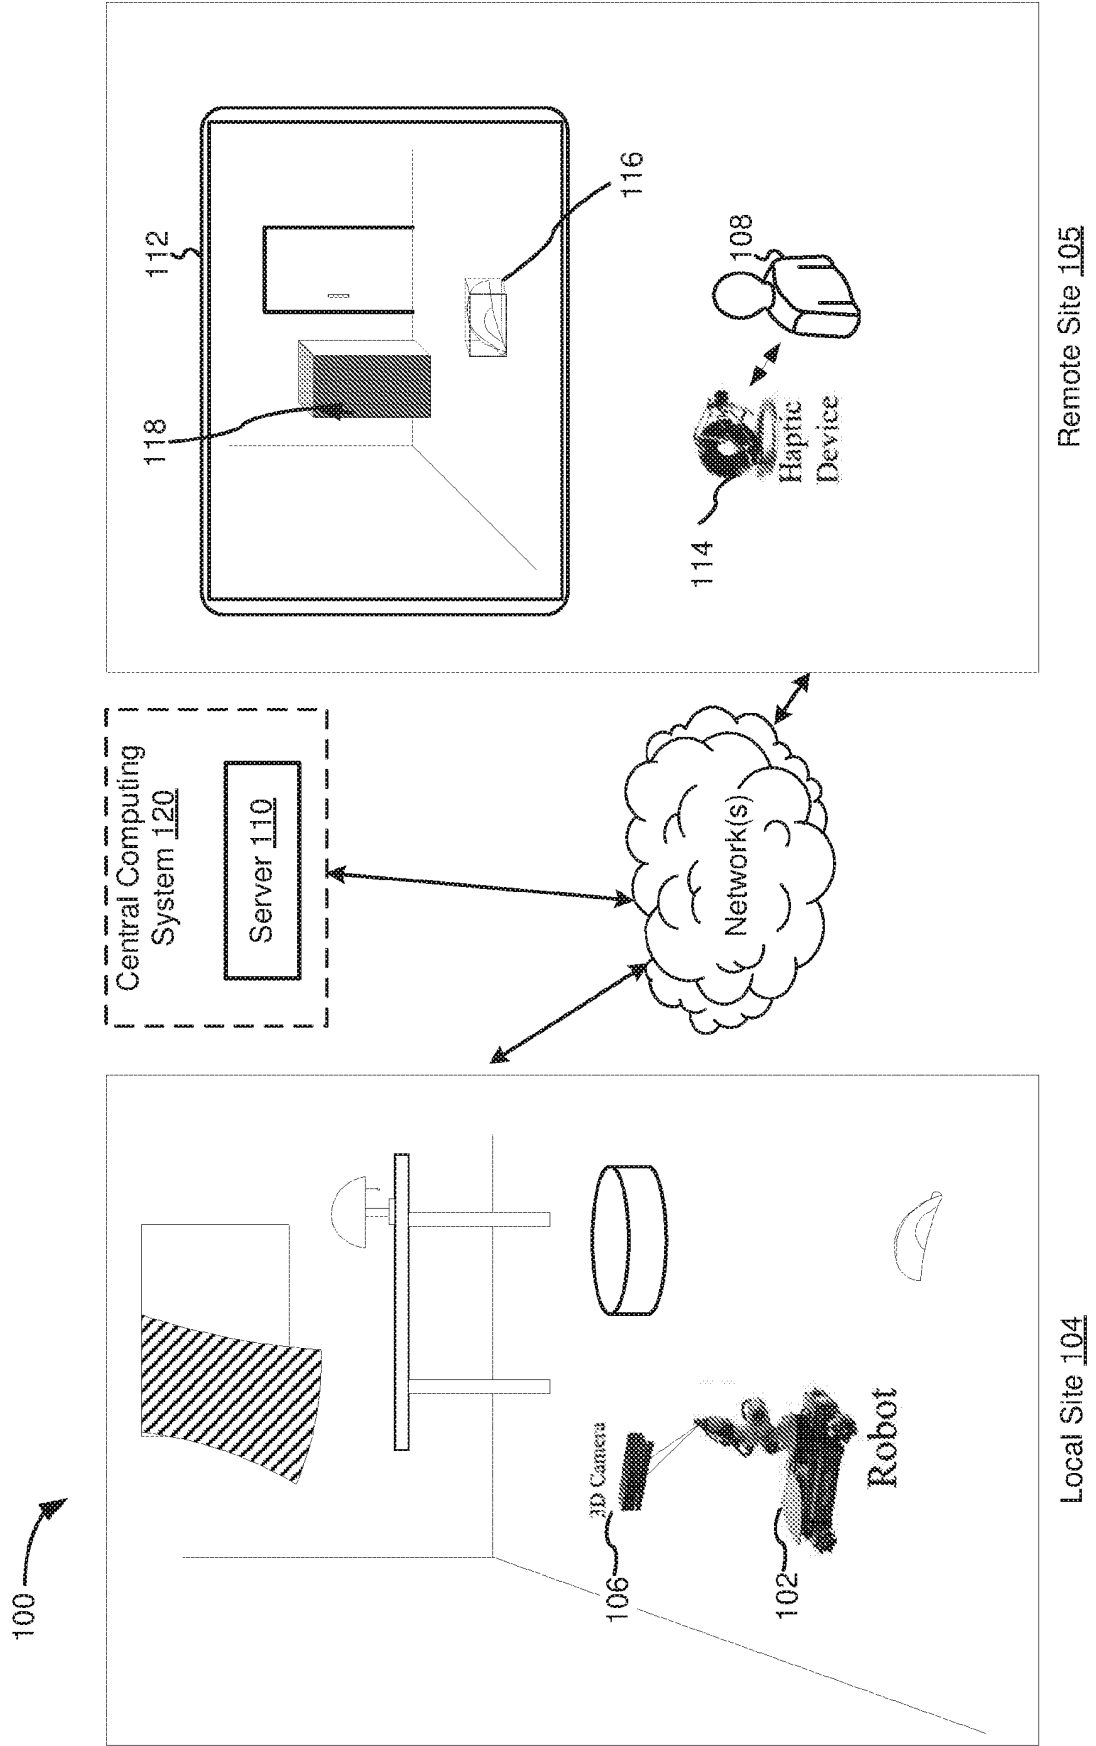 100
Central Computing
System 120
Server 110
112
118
116
108
114
Haptic
Device
3D Camera
106
102
Robot
Network(s)
Local Site 104
Remote Site 105